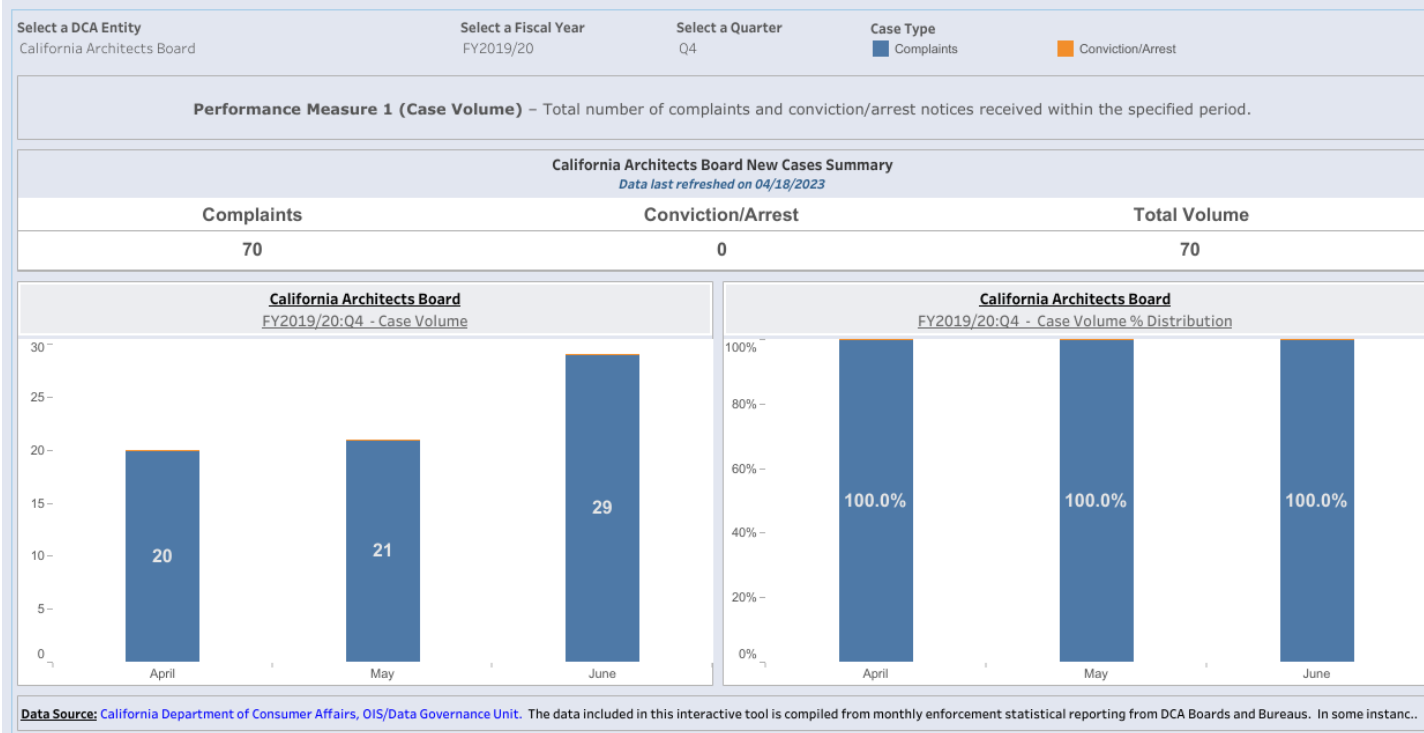 Select a DCA Entity Select a Fiscal Year Select a Quarter Case Type
California Architects Board FY2019/20 Q4 Complaints Conviction/Arrest
Performance Measure 1 (Case Volume) – Total number of complaints and conviction/arrest notices received within the specified period.
California Architects Board New Cases Summary
Data last refreshed on 04/18/2023
Complaints Conviction/Arrest Total Volume
70 0 70
California Architects Board
FY2019/20:Q4 - Case Volume
30
25
20
15
10
5
0
20
21
29
April May June
California Architects Board
FY2019/20:Q4 - Case Volume % Distribution
100%
80%
60%
40%
20%
0%
100.0% 100.0% 100.0%
April May June
Data Source: California Department of Consumer Affairs, OIS/Data Governance Unit. The data included in this interactive tool is compiled from monthly enforcement statistical reporting from DCA Boards and Bureaus. In some instanc..